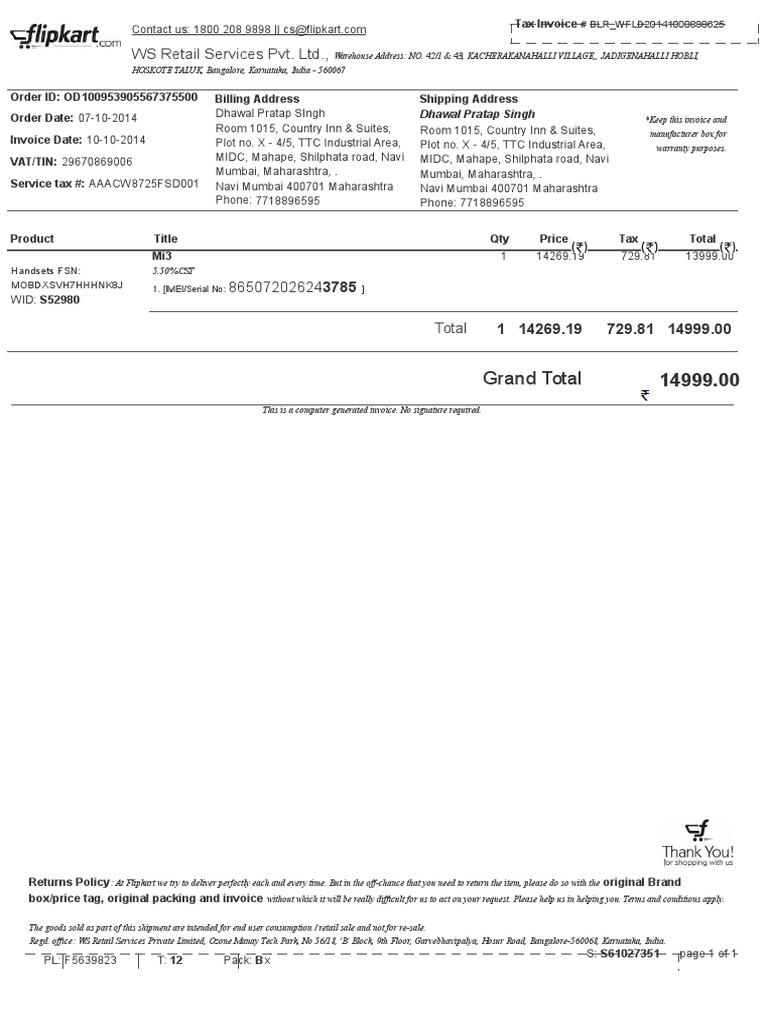 flipkart.com
Contact us: 1800 208 9898 || cs@flipkart.com
Tax Invoice #
WS Retail Services Pvt. Ltd., Warehouse Address: NO. 42/1 & 43, KACHERAKANAHALLI VILLAGE,, JADIGENAHALLI HOBLI,
HOSKOTE TALUK, Bangalore, Karnataka, India - 560067
Order ID: OD100953905567375500
Order Date: 07-10-2014
Invoice Date: 10-10-2014
VAT/TIN: 29670869006
Service tax #: AAACW8725FSD001
Billing Address
Dhawal Pratap SIngh
Room 1015, Country Inn & Suites,
Plot no. X - 4/5, TTC Industrial Area,
MIDC, Mahape, Shilphata road, Navi
Mumbai, Maharashtra, .
Navi Mumbai 400701 Maharashtra
Phone: 7718896595
Shipping Address
Dhawal Pratap Singh
Room 1015, Country Inn & Suites,
Plot no. X - 4/5, TTC Industrial Area,
MIDC, Mahape, Shilphata road, Navi
Mumbai, Maharashtra, .
Navi Mumbai 400701 Maharashtra
Phone: 7718896595
*Keep this invoice and
manufacturer box for
warranty purposes.
Product Title Qty Price (₹) Tax (₹) Total (₹)
Mi3 1 14269.19 729.81 13999.00
Handsets FSN: 5.50%CST
MOBDXSVH7HHHNK8J 1. [IMEI/Serial No: 865072026243785 ]
WID: S52980
Total 1 14269.19 729.81 14999.00
Grand Total ₹ 14999.00
This is a computer generated invoice. No signature required.
Thank You!
for shopping with us
Returns Policy: At Flipkart we try to deliver perfectly each and every time. But in the off-chance that you need to return the item, please do so with the original Brand
box/price tag, original packing and invoice without which it will be really difficult for us to act on your request. Please help us in helping you. Terms and conditions apply.
The goods sold as part of this shipment are intended for end user consumption / retail sale and not for re-sale.
Regd. office: WS Retail Services Private Limited, Ozone Manay Tech Park, No 56/18, 'B' Block, 9th Floor, Garvebhavipalya, Hosur Road, Bangalore-560068, Karnataka, India.
PL: F5639823 T: 12 Pack: Bx S: S61027351 page 1 of 1